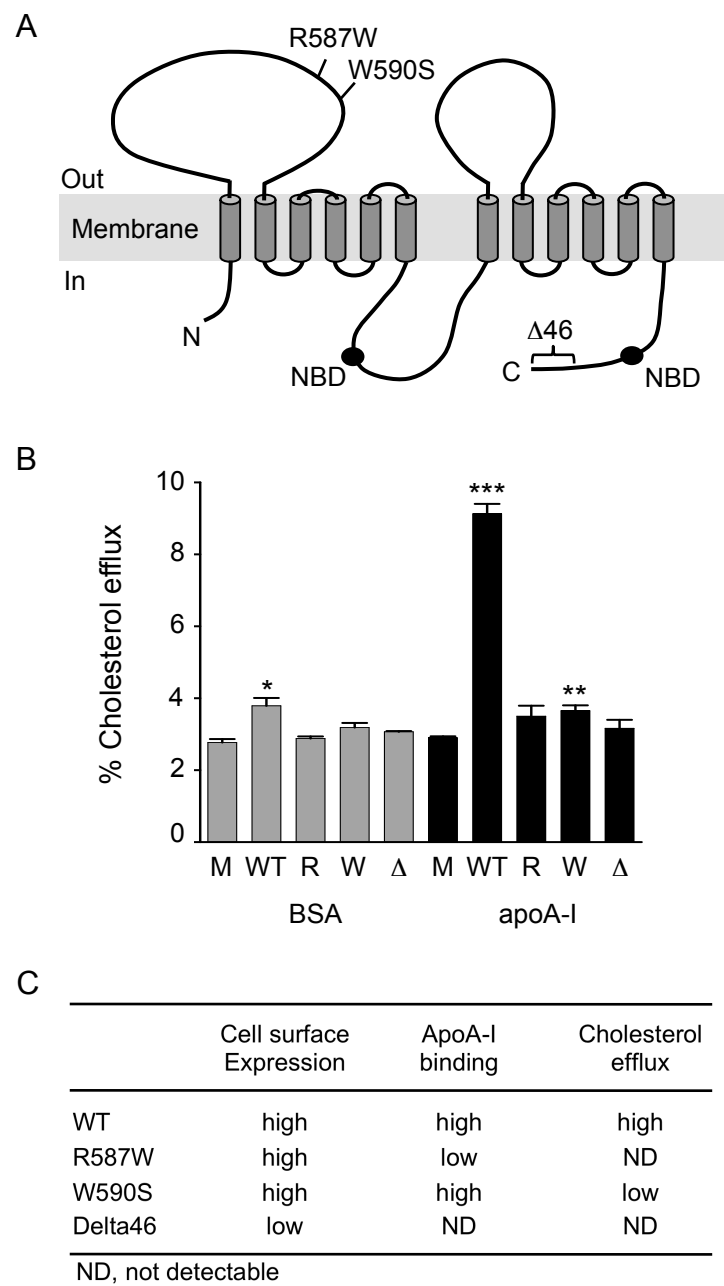 A
R587W
W590S
Out
Membrane
In
N
NBD
Δ46
C
NBD
B
% Cholesterol efflux
10
8
6
4
2
0
*
***
**
M WT R W Δ M WT R W Δ
BSA apoA-I
C
Cell surface Expression ApoA-I binding Cholesterol efflux
WT high high high
R587W high low ND
W590S high high low
Delta46 low ND ND
ND, not detectable